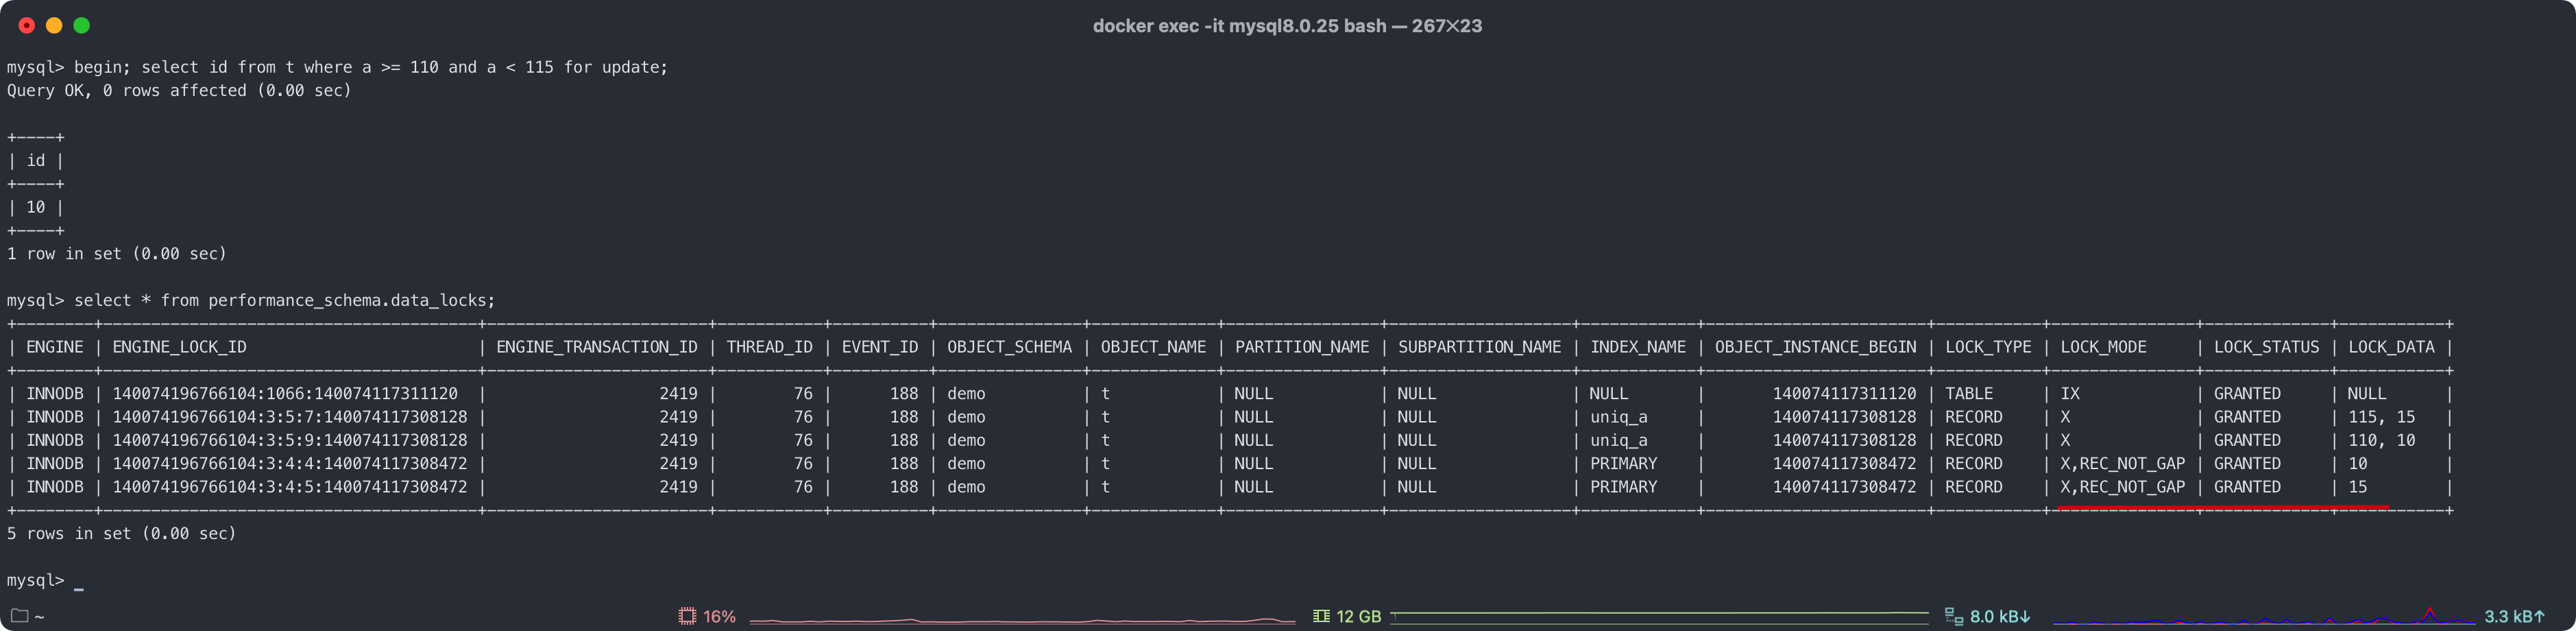 docker exec -it mysql8.0.25 bash — 267×23
mysql> begin; select id from t where a >= 110 and a < 115 for update;
Query OK, 0 rows affected (0.00 sec)
+----+
| id |
+----+
| 10 |
+----+
1 row in set (0.00 sec)
mysql> select * from performance_schema.data_locks;
+--------+---------------------------------------+-----------------------+-----------+----------+---------------+-------------+----------------+-------------------+------------+-----------------------+-----------+---------------+-------------+-----------+
| ENGINE | ENGINE_LOCK_ID                        | ENGINE_TRANSACTION_ID | THREAD_ID | EVENT_ID | OBJECT_SCHEMA | OBJECT_NAME | PARTITION_NAME | SUBPARTITION_NAME | INDEX_NAME | OBJECT_INSTANCE_BEGIN | LOCK_TYPE | LOCK_MODE     | LOCK_STATUS | LOCK_DATA |
+--------+---------------------------------------+-----------------------+-----------+----------+---------------+-------------+----------------+-------------------+------------+-----------------------+-----------+---------------+-------------+-----------+
| INNODB | 140074196766104:1066:140074117311120  |                  2419 |        76 |      188 | demo          | t           | NULL           | NULL              | NULL       |       140074117311120 | TABLE     | IX            | GRANTED     | NULL      |
| INNODB | 140074196766104:3:5:7:140074117308128 |                  2419 |        76 |      188 | demo          | t           | NULL           | NULL              | uniq_a     |       140074117308128 | RECORD    | X             | GRANTED     | 115, 15   |
| INNODB | 140074196766104:3:5:9:140074117308128 |                  2419 |        76 |      188 | demo          | t           | NULL           | NULL              | uniq_a     |       140074117308128 | RECORD    | X             | GRANTED     | 110, 10   |
| INNODB | 140074196766104:3:4:4:140074117308472 |                  2419 |        76 |      188 | demo          | t           | NULL           | NULL              | PRIMARY    |       140074117308472 | RECORD    | X,REC_NOT_GAP | GRANTED     | 10        |
| INNODB | 140074196766104:3:4:5:140074117308472 |                  2419 |        76 |      188 | demo          | t           | NULL           | NULL              | PRIMARY    |       140074117308472 | RECORD    | X,REC_NOT_GAP | GRANTED     | 15        |
+--------+---------------------------------------+-----------------------+-----------+----------+---------------+-------------+----------------+-------------------+------------+-----------------------+-----------+---------------+-------------+-----------+
5 rows in set (0.00 sec)
mysql> _
~ 16% 12 GB 8.0 kB↓ 3.3 kB↑